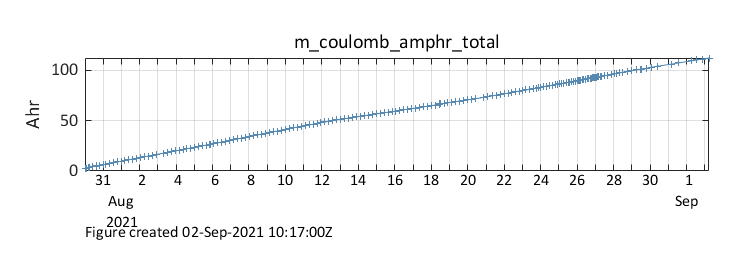 m_coulomb_amphr_total
100
50
0
Ahr
31 2 4 6 8 10 12 14 16 18 20 22 24 26 28 30 1
Aug Sep
2021
Figure created 02-Sep-2021 10:17:00Z